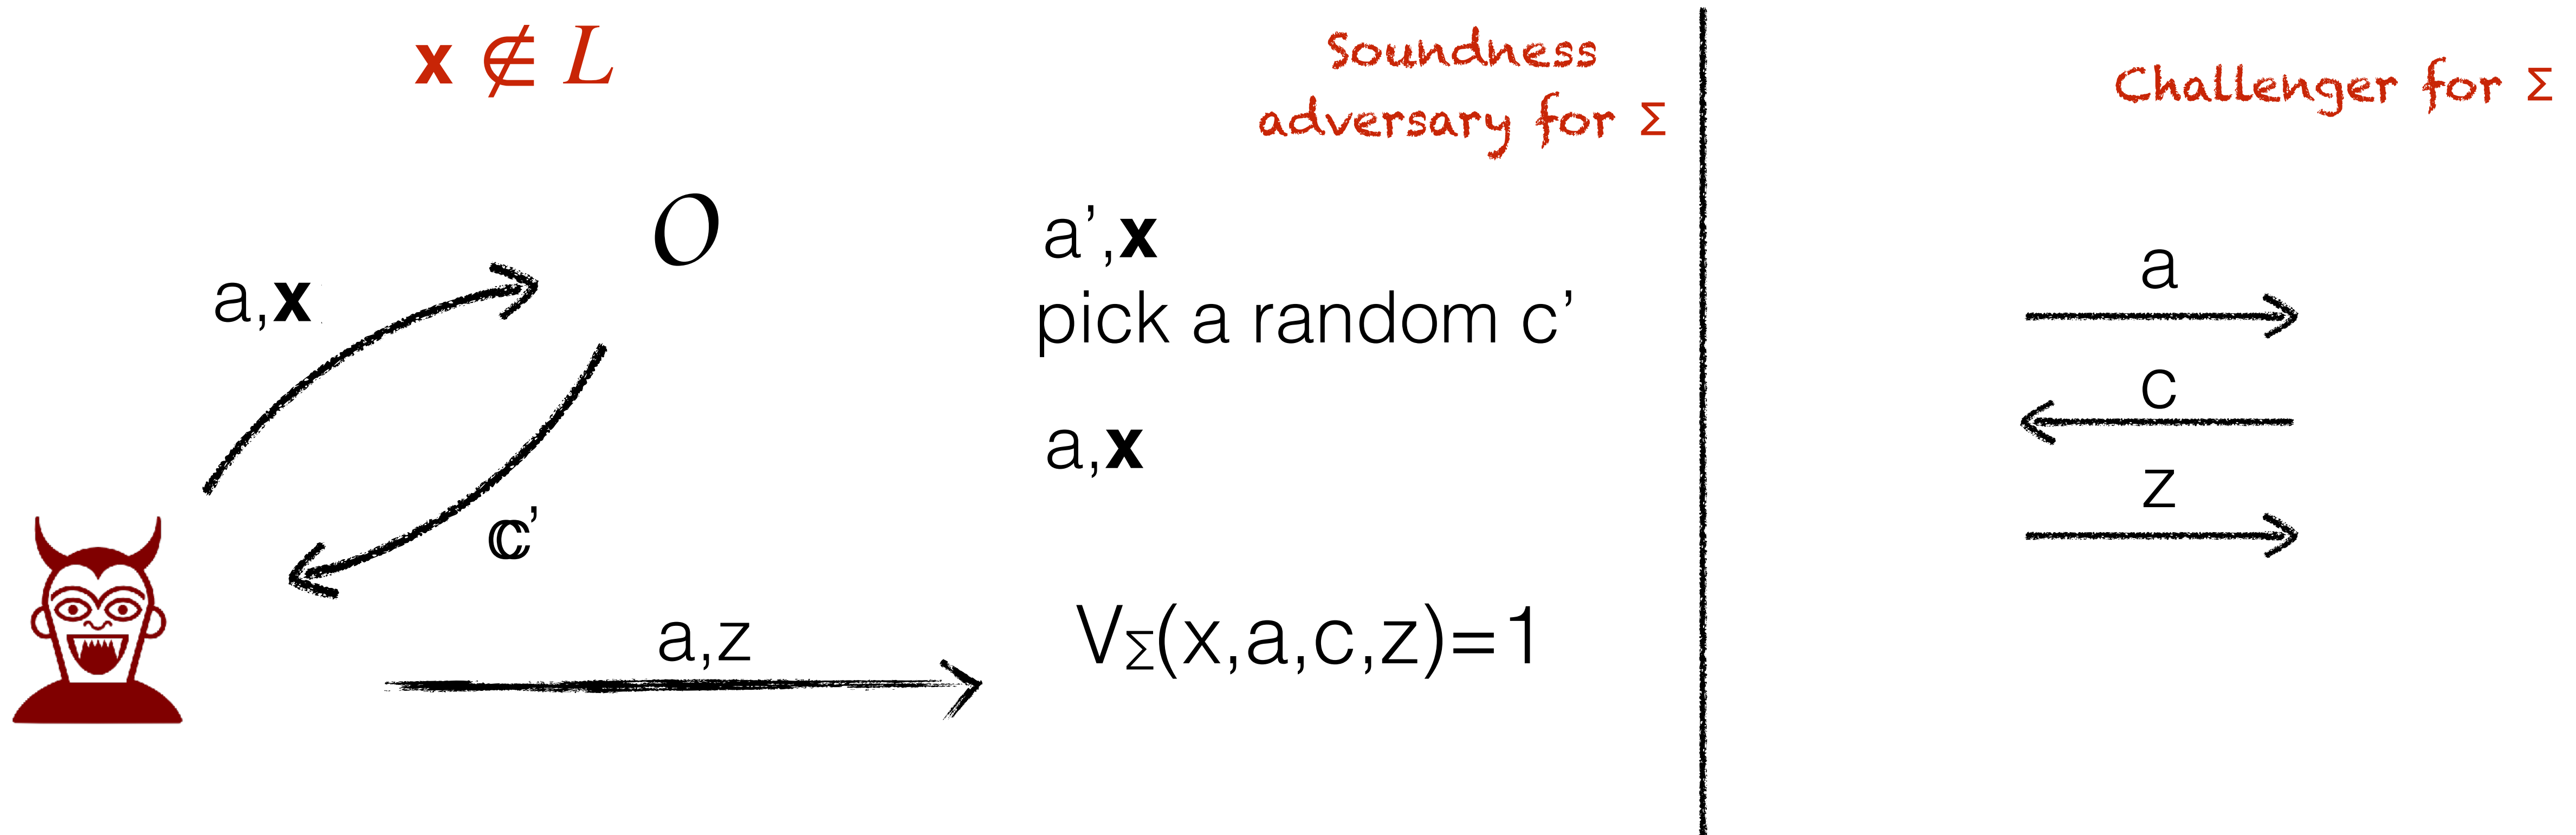 x ∉ L
Soundness
adversary for Σ
Challenger for Σ
O
a,x
c'
a,z
a',x
pick a random c'
a,x
VΣ(x,a,c,z)=1
a
c
z